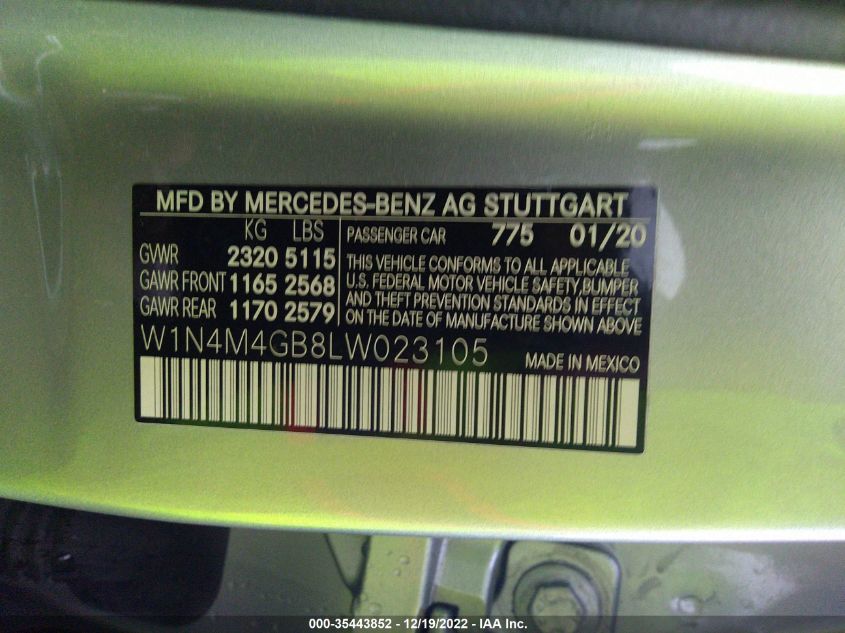 MFD BY MERCEDES-BENZ AG STUTTGART
KG LBS
GVWR 2320 5115
GAWR FRONT 1165 2568
GAWR REAR 1170 2579
PASSENGER CAR 775 01/20
THIS VEHICLE CONFORMS TO ALL APPLICABLE
U.S. FEDERAL MOTOR VEHICLE SAFETY,BUMPER
AND THEFT PREVENTION STANDARDS IN EFFECT
ON THE DATE OF MANUFACTURE SHOWN ABOVE
W1N4M4GB8LW023105
MADE IN MEXICO
000-35443852 - 12/19/2022 - IAA Inc.